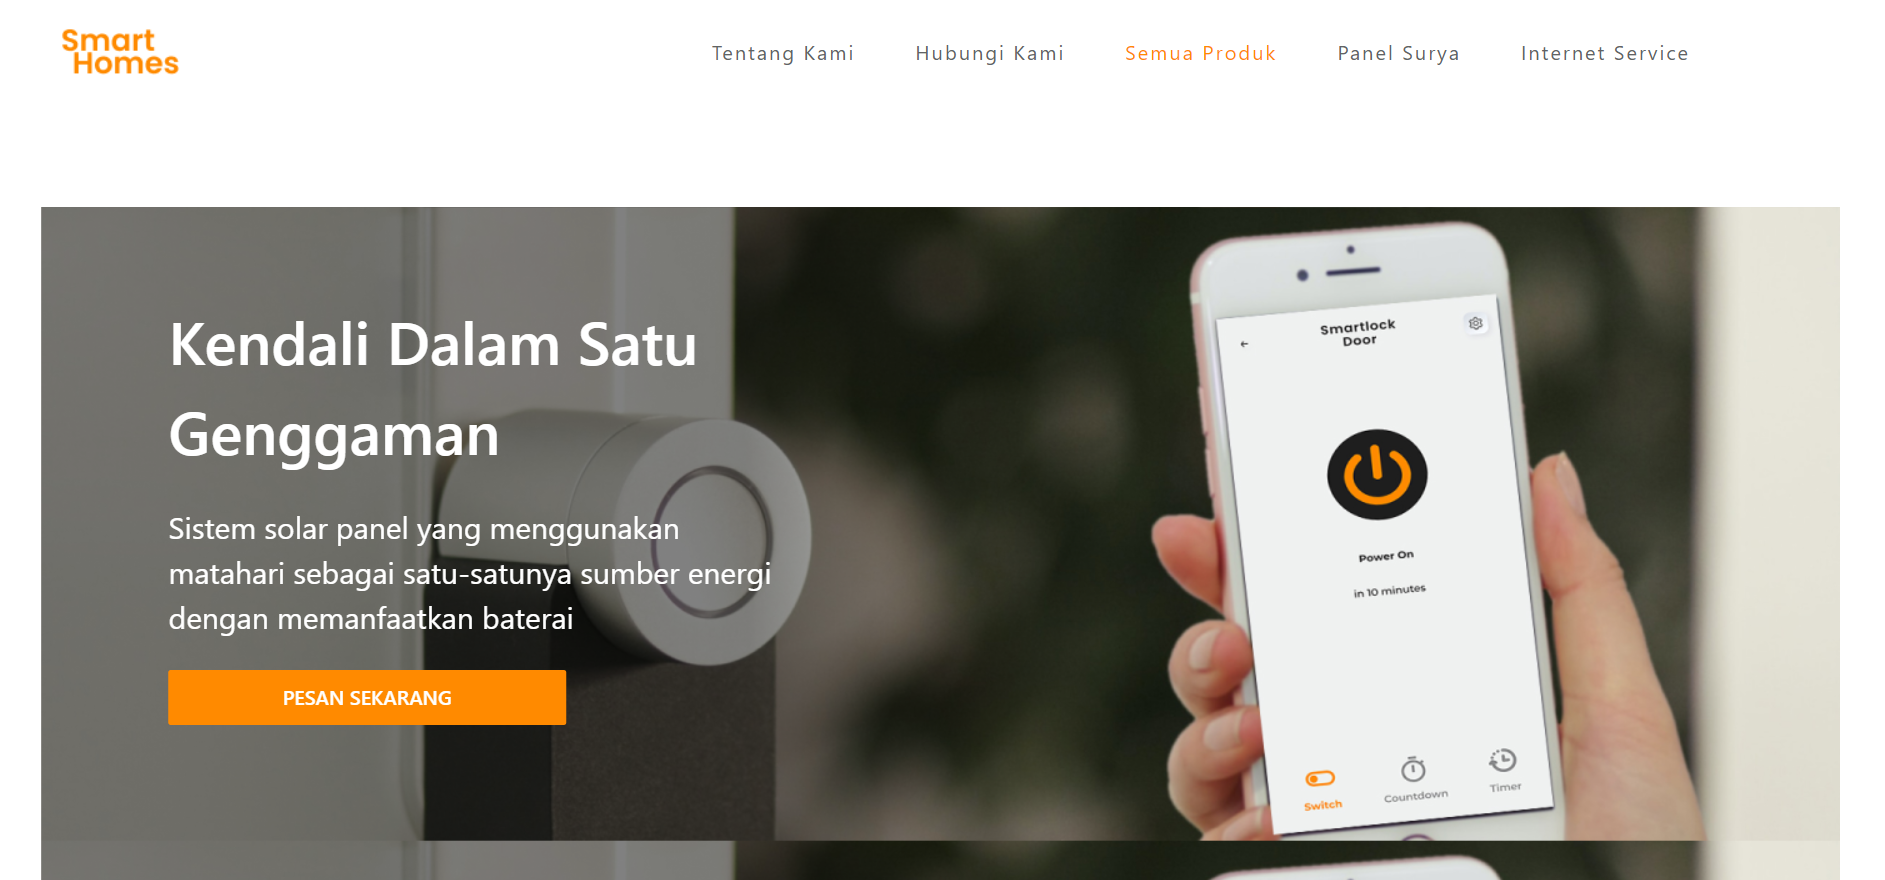 Smart
Homes
Tentang Kami
Hubungi Kami
Semua Produk
Panel Surya
Internet Service
Kendali Dalam Satu
Genggaman
Sistem solar panel yang menggunakan
matahari sebagai satu-satunya sumber energi
dengan memanfaatkan baterai
PESAN SEKARANG
Smartlock
Door
Power On
in 10 minutes
Switch
Countdown
Timer